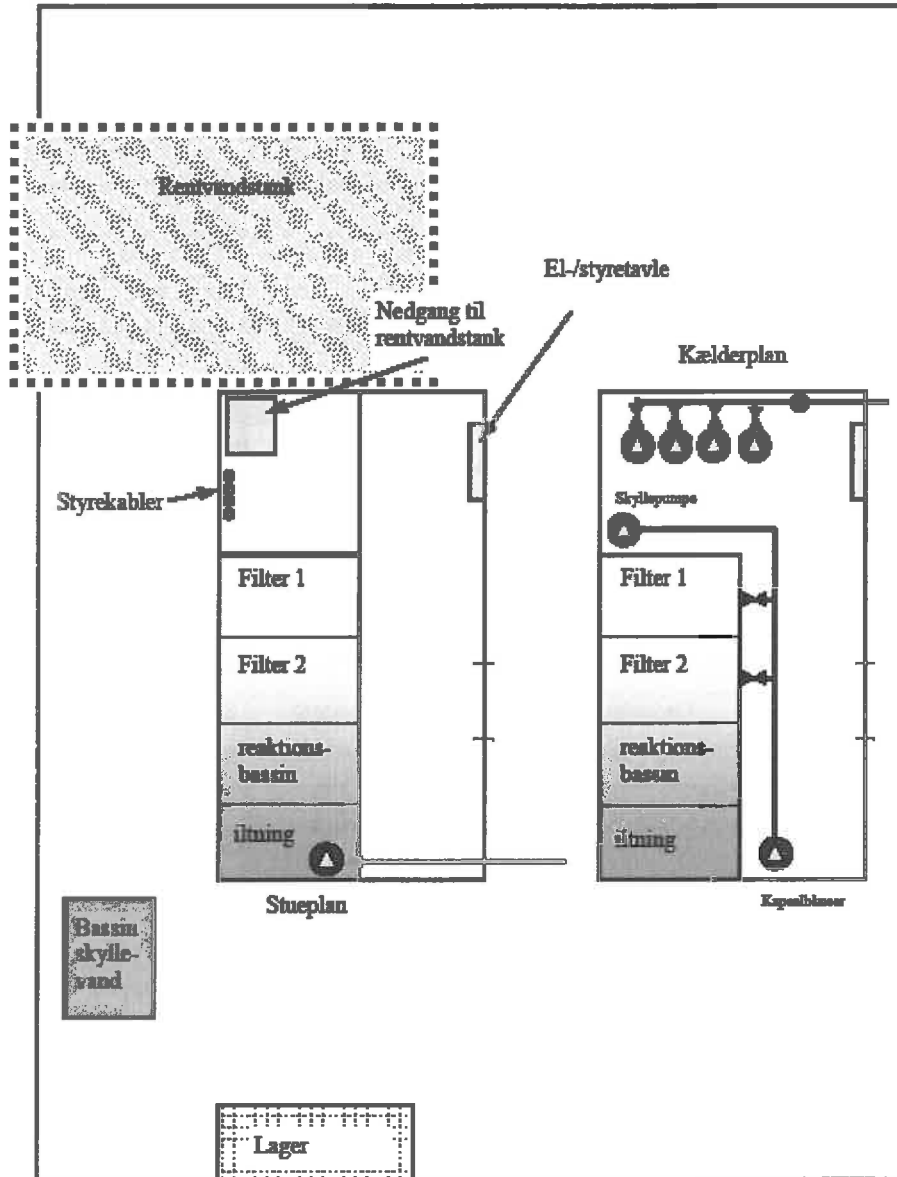 Rentvandstank
El-/styretavle
Nedgang til
rentvandstank
Kælderplan
Styrekabler
Skyllepumpe
Filter 1
Filter 1
Filter 2
Filter 2
reaktions-
bassin
reaktions-
bassin
iltning
iltning
Stueplan
Kapselblæser
Bassin
skylle-
vand
Lager